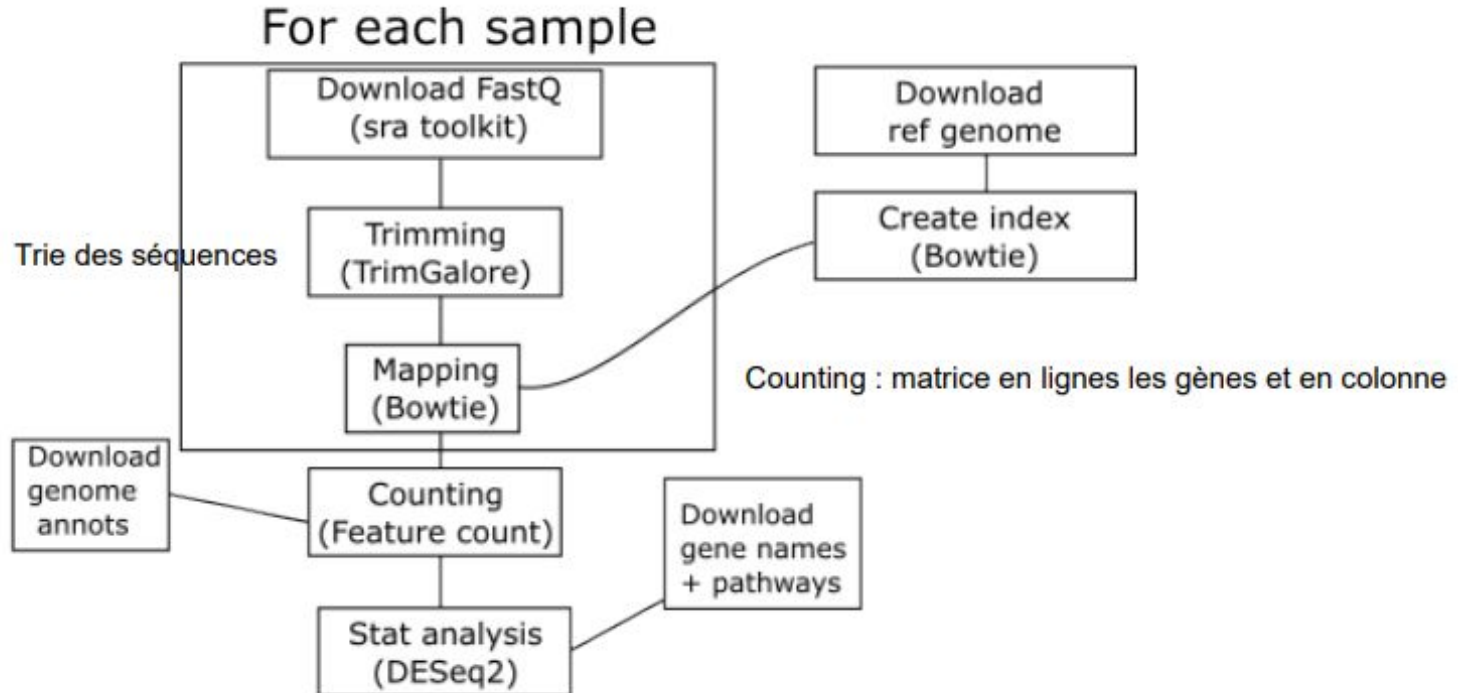 For each sample
Download FastQ
(sra toolkit)
Download
ref genome
Trimming
(TrimGalore)
Trie des séquences
Create index
(Bowtie)
Mapping
(Bowtie)
Counting : matrice en lignes les gènes et en colonne
Download
genome
annots
Counting
(Feature count)
Download
gene names
+ pathways
Stat analysis
(DESeq2)